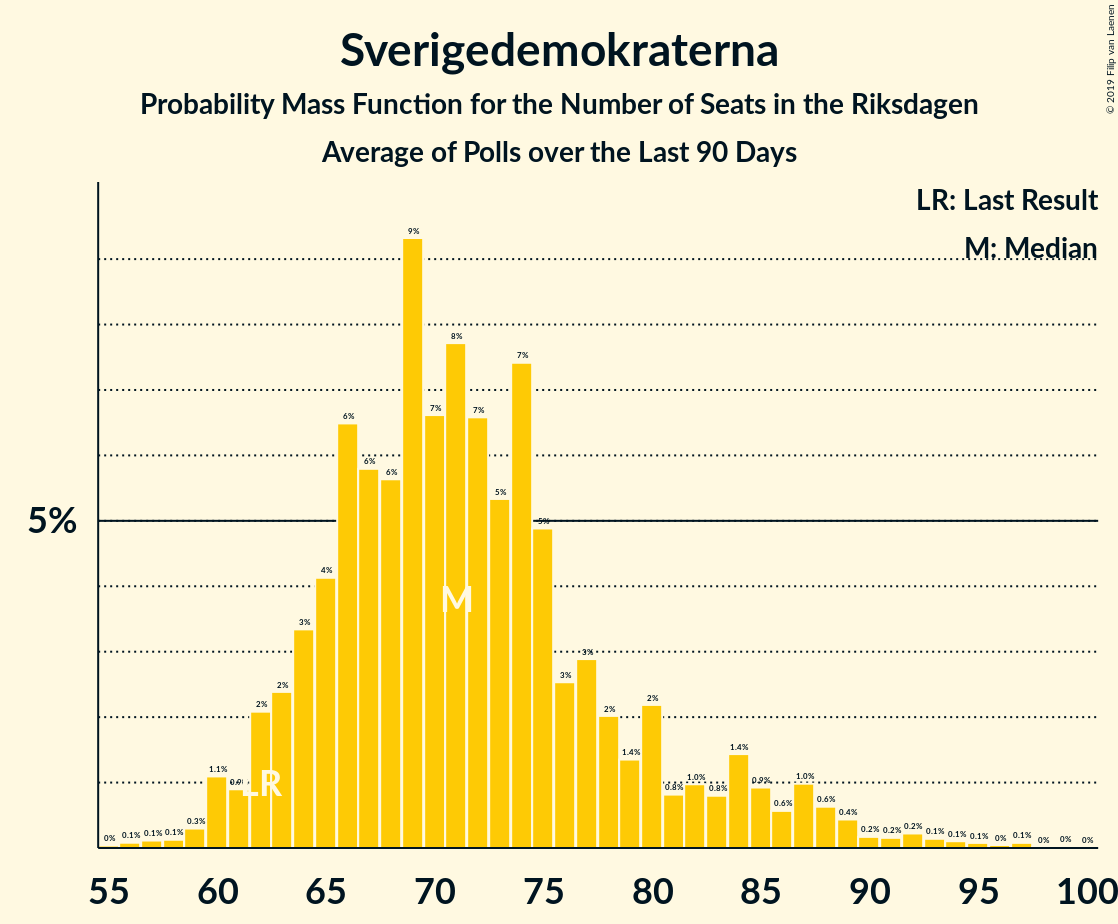 Sverigedemokraterna
Probability Mass Function for the Number of Seats in the Riksdagen
Average of Polls over the Last 90 Days
© 2019 Filip van Laenen
LR: Last Result
M: Median
5%
0% 0.1% 0.1% 0.1% 0.3% 1.1% 0.9% 2% 2% 3% 4% 6% 6% 6% 9% 7% 8% 7% 5% 7% 5% 3% 3% 2% 1.4% 2% 0.8% 1.0% 0.8% 1.4% 0.9% 0.6% 1.0% 0.6% 0.4% 0.2% 0.2% 0.2% 0.1% 0.1% 0.1% 0% 0.1% 0% 0% 0%
M
LR
55 60 65 70 75 80 85 90 95 100